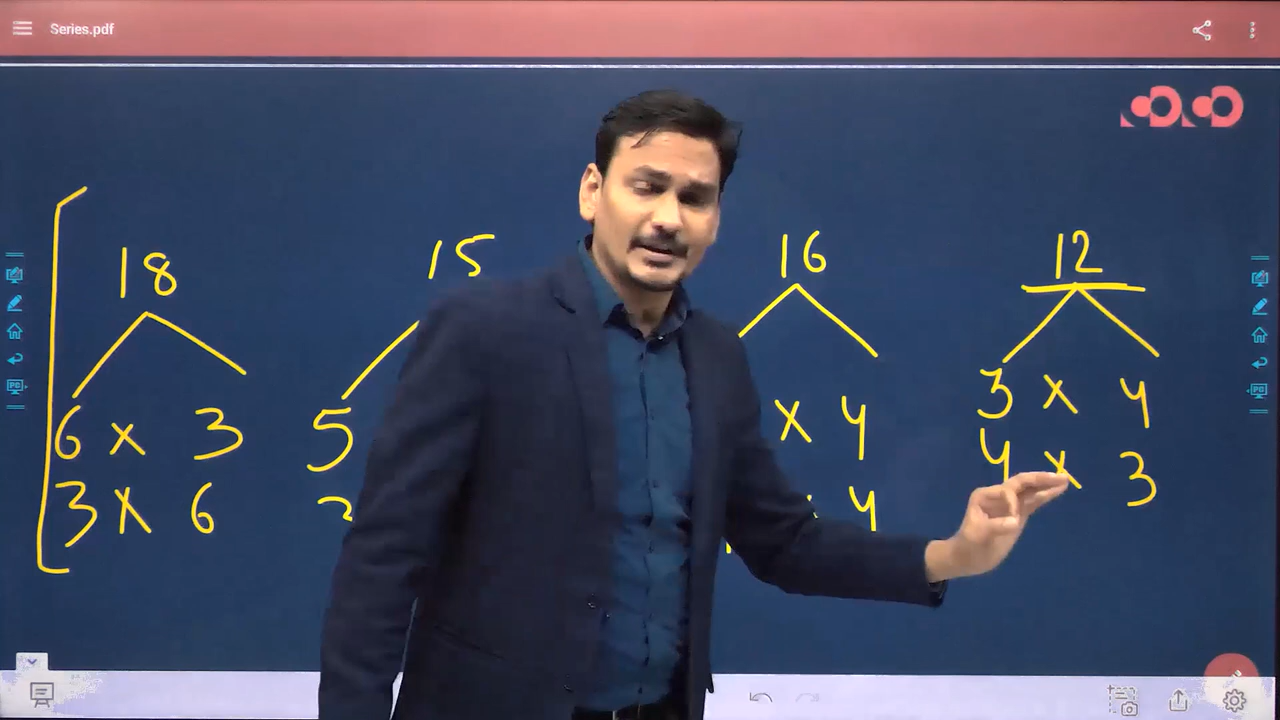 Series.pdf
18 15 16 12
6 x 3 5 x 4 3 x 4
3 x 6 4 4 x 3